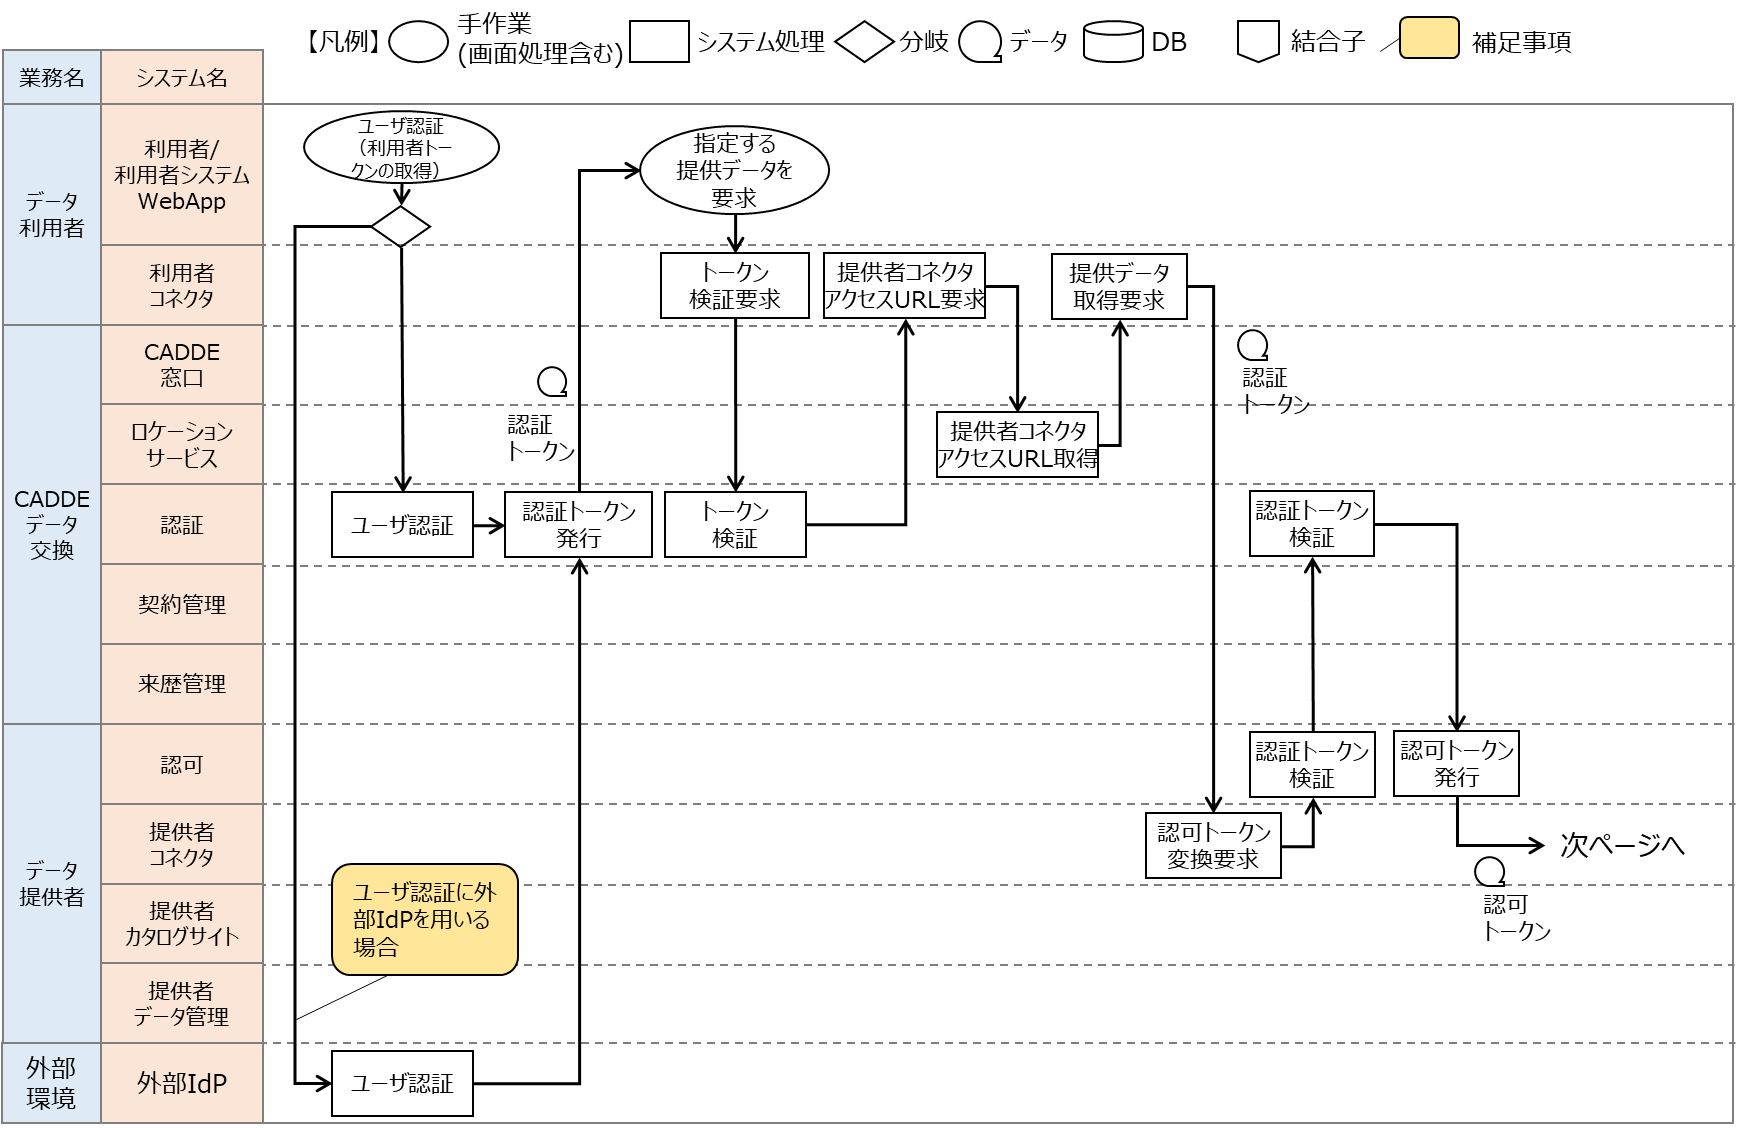 【凡例】
手作業
(画面処理含む)
システム処理
分岐
データ
DB
結合子
補足事項
業務名
システム名
データ
利用者
利用者/
利用者システム
WebApp
利用者
コネクタ
CADDE
データ
交換
CADDE
窓口
ロケーション
サービス
認証
契約管理
来歴管理
データ
提供者
認可
提供者
コネクタ
提供者
カタログサイト
提供者
データ管理
外部
環境
外部IdP
ユーザ認証
（利用者トー
クンの取得）
指定する
提供データを
要求
トークン
検証要求
提供者コネクタ
アクセスURL要求
提供データ
取得要求
認証
トークン
認証
トークン
提供者コネクタ
アクセスURL取得
ユーザ認証
認証トークン
発行
トークン
検証
認証トークン
検証
認証トークン
検証
認可トークン
発行
認可トークン
変換要求
次ページへ
認可
トークン
ユーザ認証に外
部IdPを用いる
場合
ユーザ認証